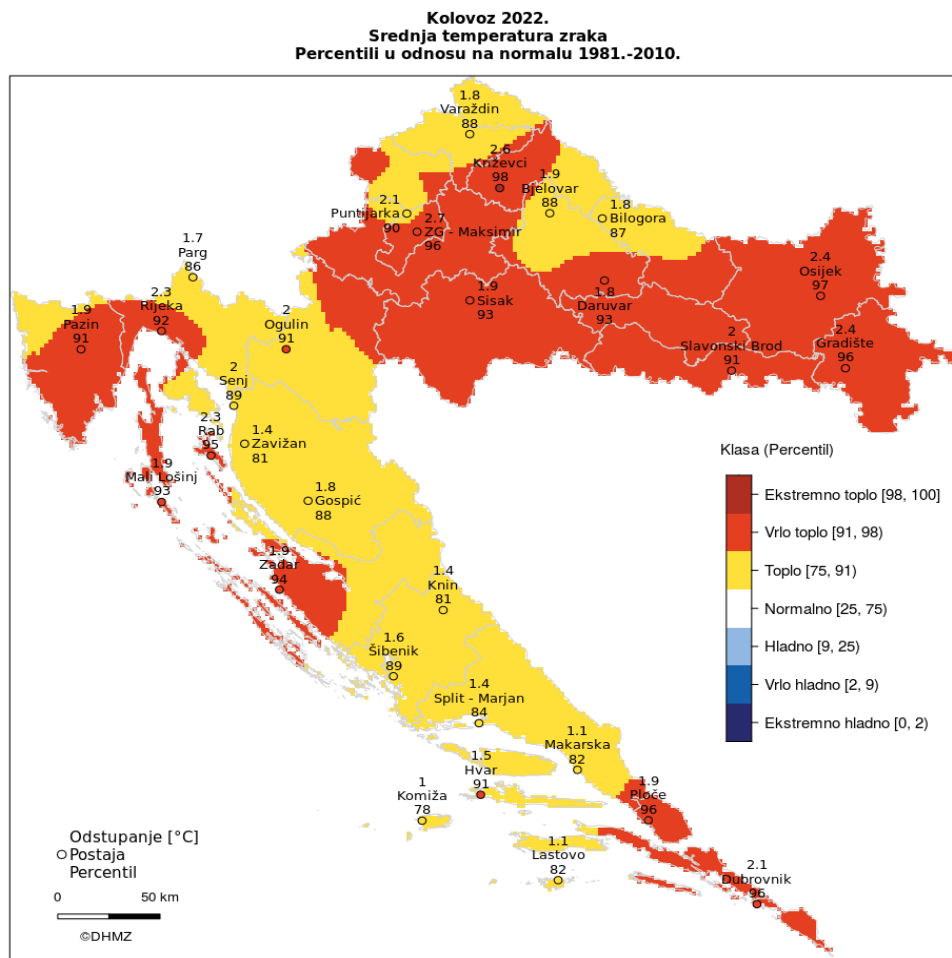 Kolovoz 2022.
Srednja temperatura zraka
Percentili u odnosu na normalu 1981.-2010.
1.8
Varaždin
88
2.6
Križevci
98
1.9
Bjelovar
88
1.8
Bilogora
87
2.1
Puntijarka
90
2.7
ZG - Maksimir
96
1.7
Parg
86
2.4
Osijek
97
2.3
Rijeka
92
1.9
Pazin
91
2
Ogulin
91
1.9
Sisak
93
1.8
Daruvar
93
2
Slavonski Brod
91
2.4
Gradište
96
2
Senj
89
2.3
Rab
95
1.4
Zavižan
81
1.9
Mali Lošinj
93
1.8
Gospić
88
1.9
Zadar
94
1.4
Knin
81
1.6
Šibenik
89
1.4
Split - Marjan
84
1.1
Makarska
82
1.5
Hvar
91
1
Komiža
78
1.9
Ploče
96
1.1
Lastovo
82
2.1
Dubrovnik
96
Klasa (Percentil)
Ekstremno toplo [98, 100]
Vrlo toplo [91, 98)
Toplo [75, 91)
Normalno [25, 75)
Hladno [9, 25)
Vrlo hladno [2, 9)
Ekstremno hladno [0, 2)
Odstupanje [°C]
Postaja
Percentil
0 50 km
©DHMZ